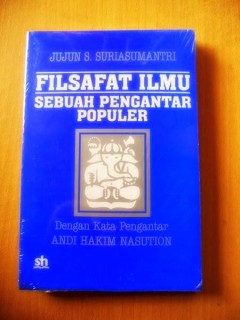 JUJUN S. SURIASUMANTRI
FILSAFAT ILMU
SEBUAH PENGANTAR
POPULER
Dengan Kata Pengantar
ANDI HAKIM NASUTION
sh